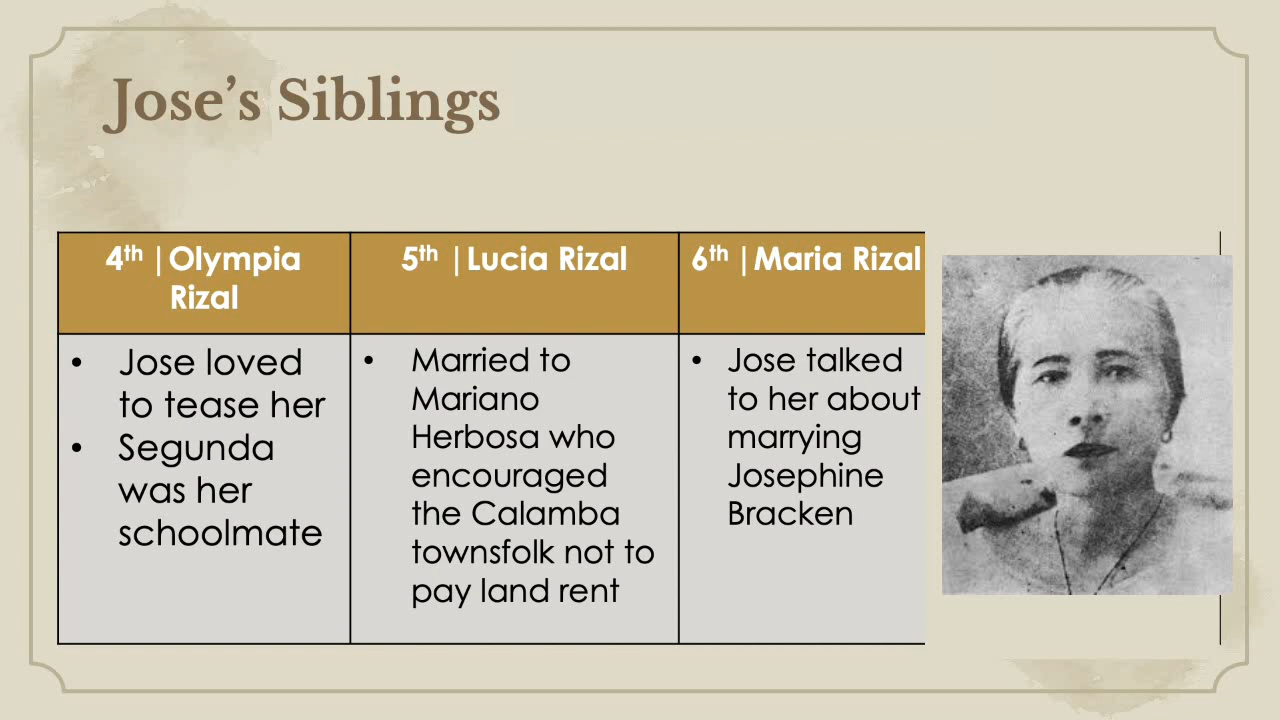 Jose’s Siblings
4th |Olympia
Rizal
• Jose loved
to tease her
• Segunda
was her
schoolmate
5th |Lucia Rizal
• Married to
Mariano
Herbosa who
encouraged
the Calamba
townsfolk not to
pay land rent
6th |Maria Rizal
• Jose talked
to her about
marrying
Josephine
Bracken